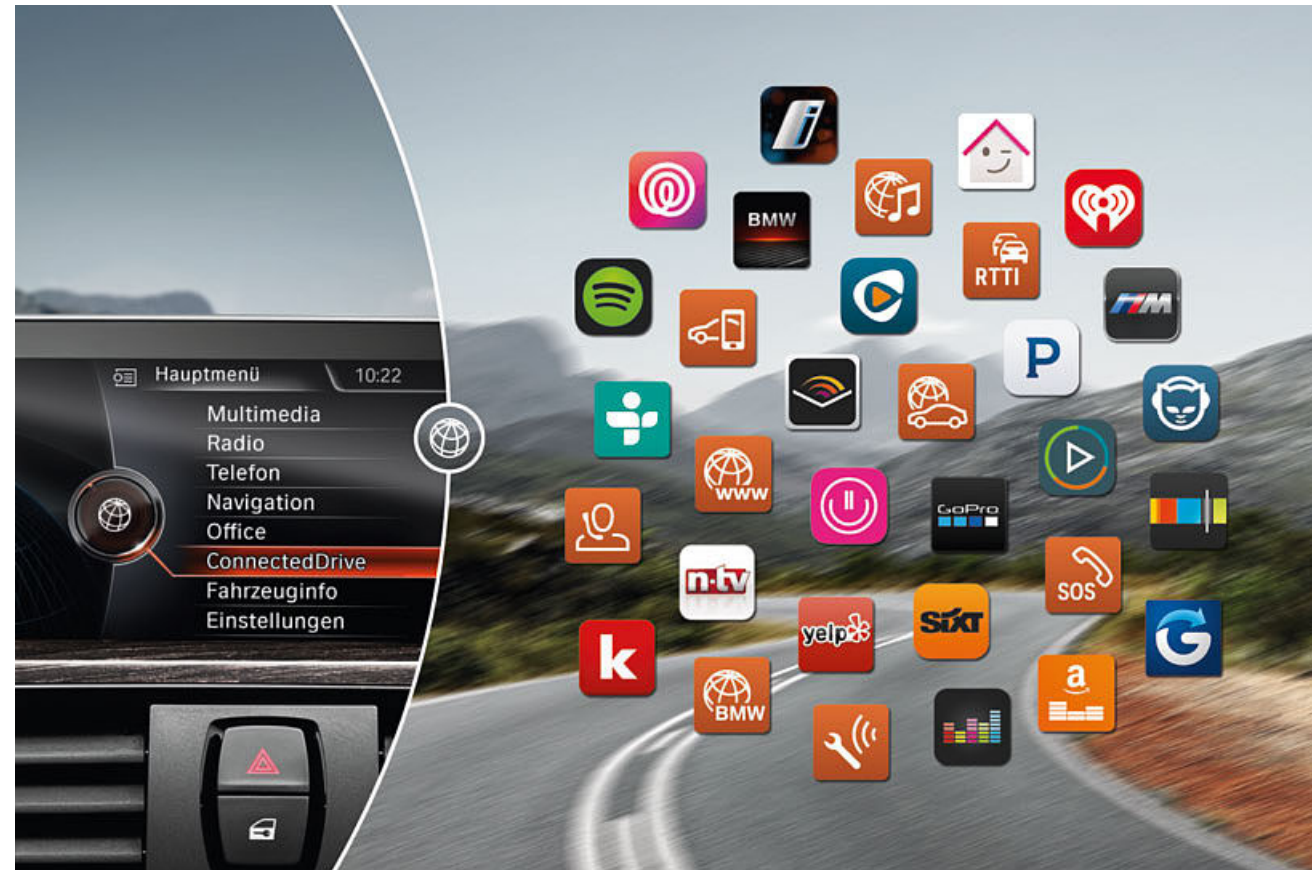 Hauptmenü 10:22
Multimedia
Radio
Telefon
Navigation
Office
ConnectedDrive
Fahrzeuginfo
Einstellungen
i
BMW
RTTI
M
P
www
GoPro
n-tv
SOS
yelp
SIXT
k
G
BMW
a